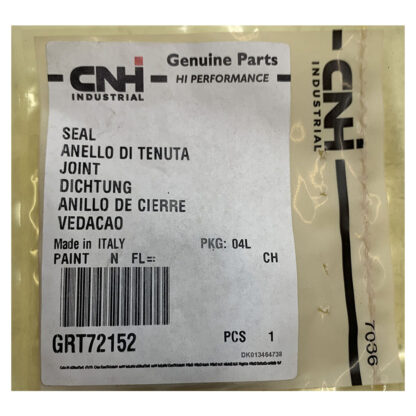 CNH
INDUSTRIAL
Genuine Parts
HI PERFORMANCE
SEAL
ANELLO DI TENUTA
JOINT
DICHTUNG
ANILLO DE CIERRE
VEDACAO
Made in ITALY PKG: 04L
PAINT N FL=: CH
GRT72152 PCS 1
DK013464738
CNH
INDUSTRIAL
7036